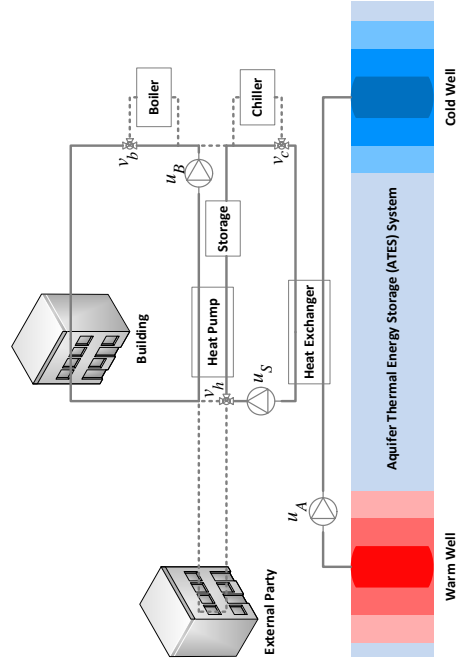 Boiler
Chiller
v_b
v_c
u_B
Storage
Building
Heat Pump
v_h
u_S
Heat Exchanger
u_A
External Party
Cold Well
Aquifer Thermal Energy Storage (ATES) System
Warm Well